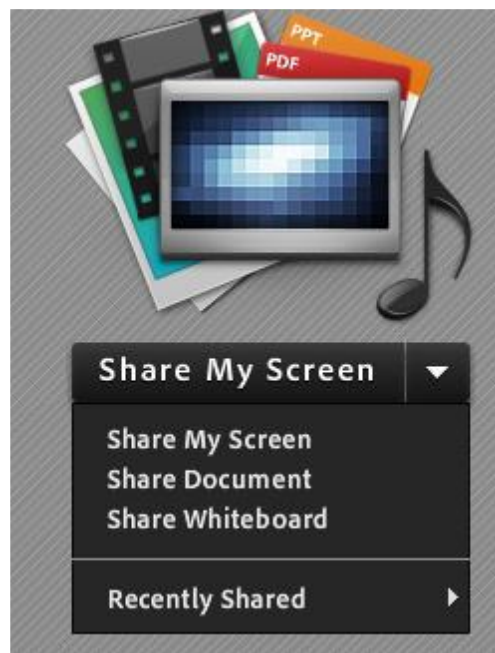 PPT
PDF
Share My Screen
Share My Screen
Share Document
Share Whiteboard
Recently Shared